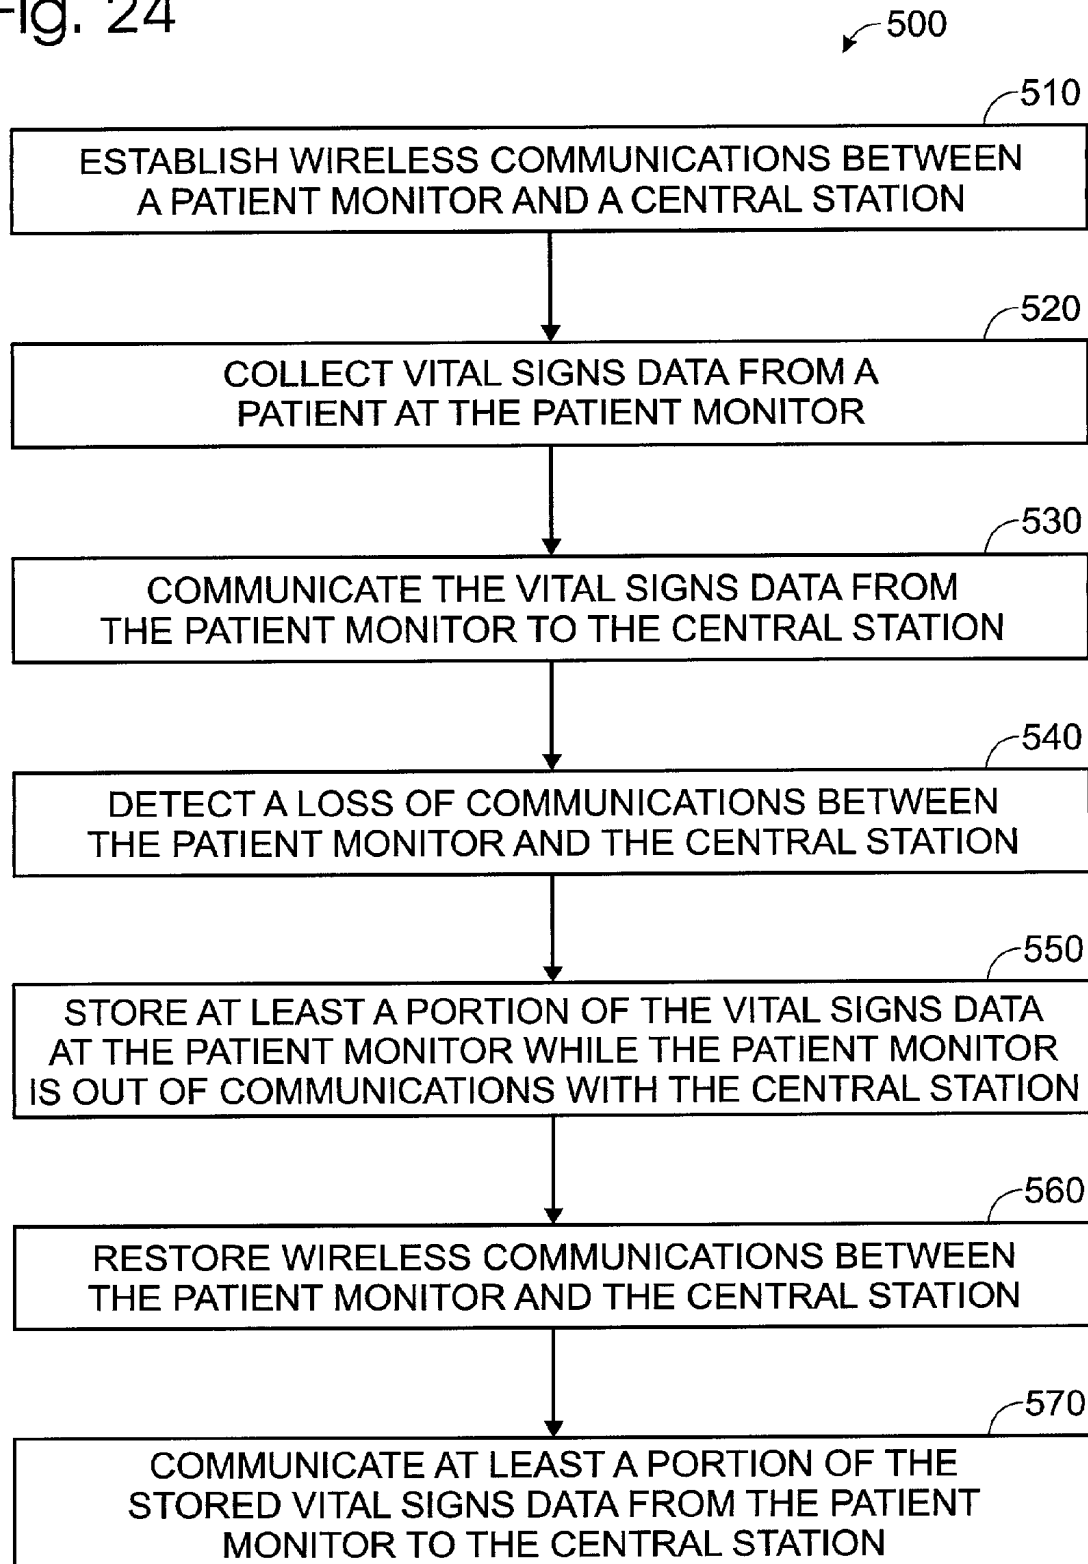 Fig. 24
500
510
ESTABLISH WIRELESS COMMUNICATIONS BETWEEN
A PATIENT MONITOR AND A CENTRAL STATION
520
COLLECT VITAL SIGNS DATA FROM A
PATIENT AT THE PATIENT MONITOR
530
COMMUNICATE THE VITAL SIGNS DATA FROM
THE PATIENT MONITOR TO THE CENTRAL STATION
540
DETECT A LOSS OF COMMUNICATIONS BETWEEN
THE PATIENT MONITOR AND THE CENTRAL STATION
550
STORE AT LEAST A PORTION OF THE VITAL SIGNS DATA
AT THE PATIENT MONITOR WHILE THE PATIENT MONITOR
IS OUT OF COMMUNICATIONS WITH THE CENTRAL STATION
560
RESTORE WIRELESS COMMUNICATIONS BETWEEN
THE PATIENT MONITOR AND THE CENTRAL STATION
570
COMMUNICATE AT LEAST A PORTION OF THE
STORED VITAL SIGNS DATA FROM THE PATIENT
MONITOR TO THE CENTRAL STATION